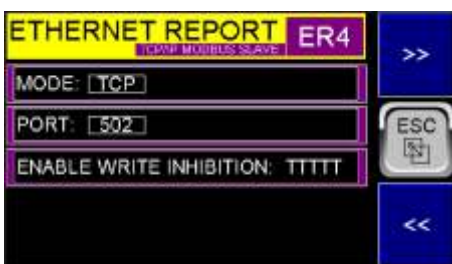 ETHERNET REPORT ER4
TCP/IP MODBUS SLAVE
MODE: TCP
PORT: 502
ENABLE WRITE INHIBITION: TTTTT
>>
ESC
<<